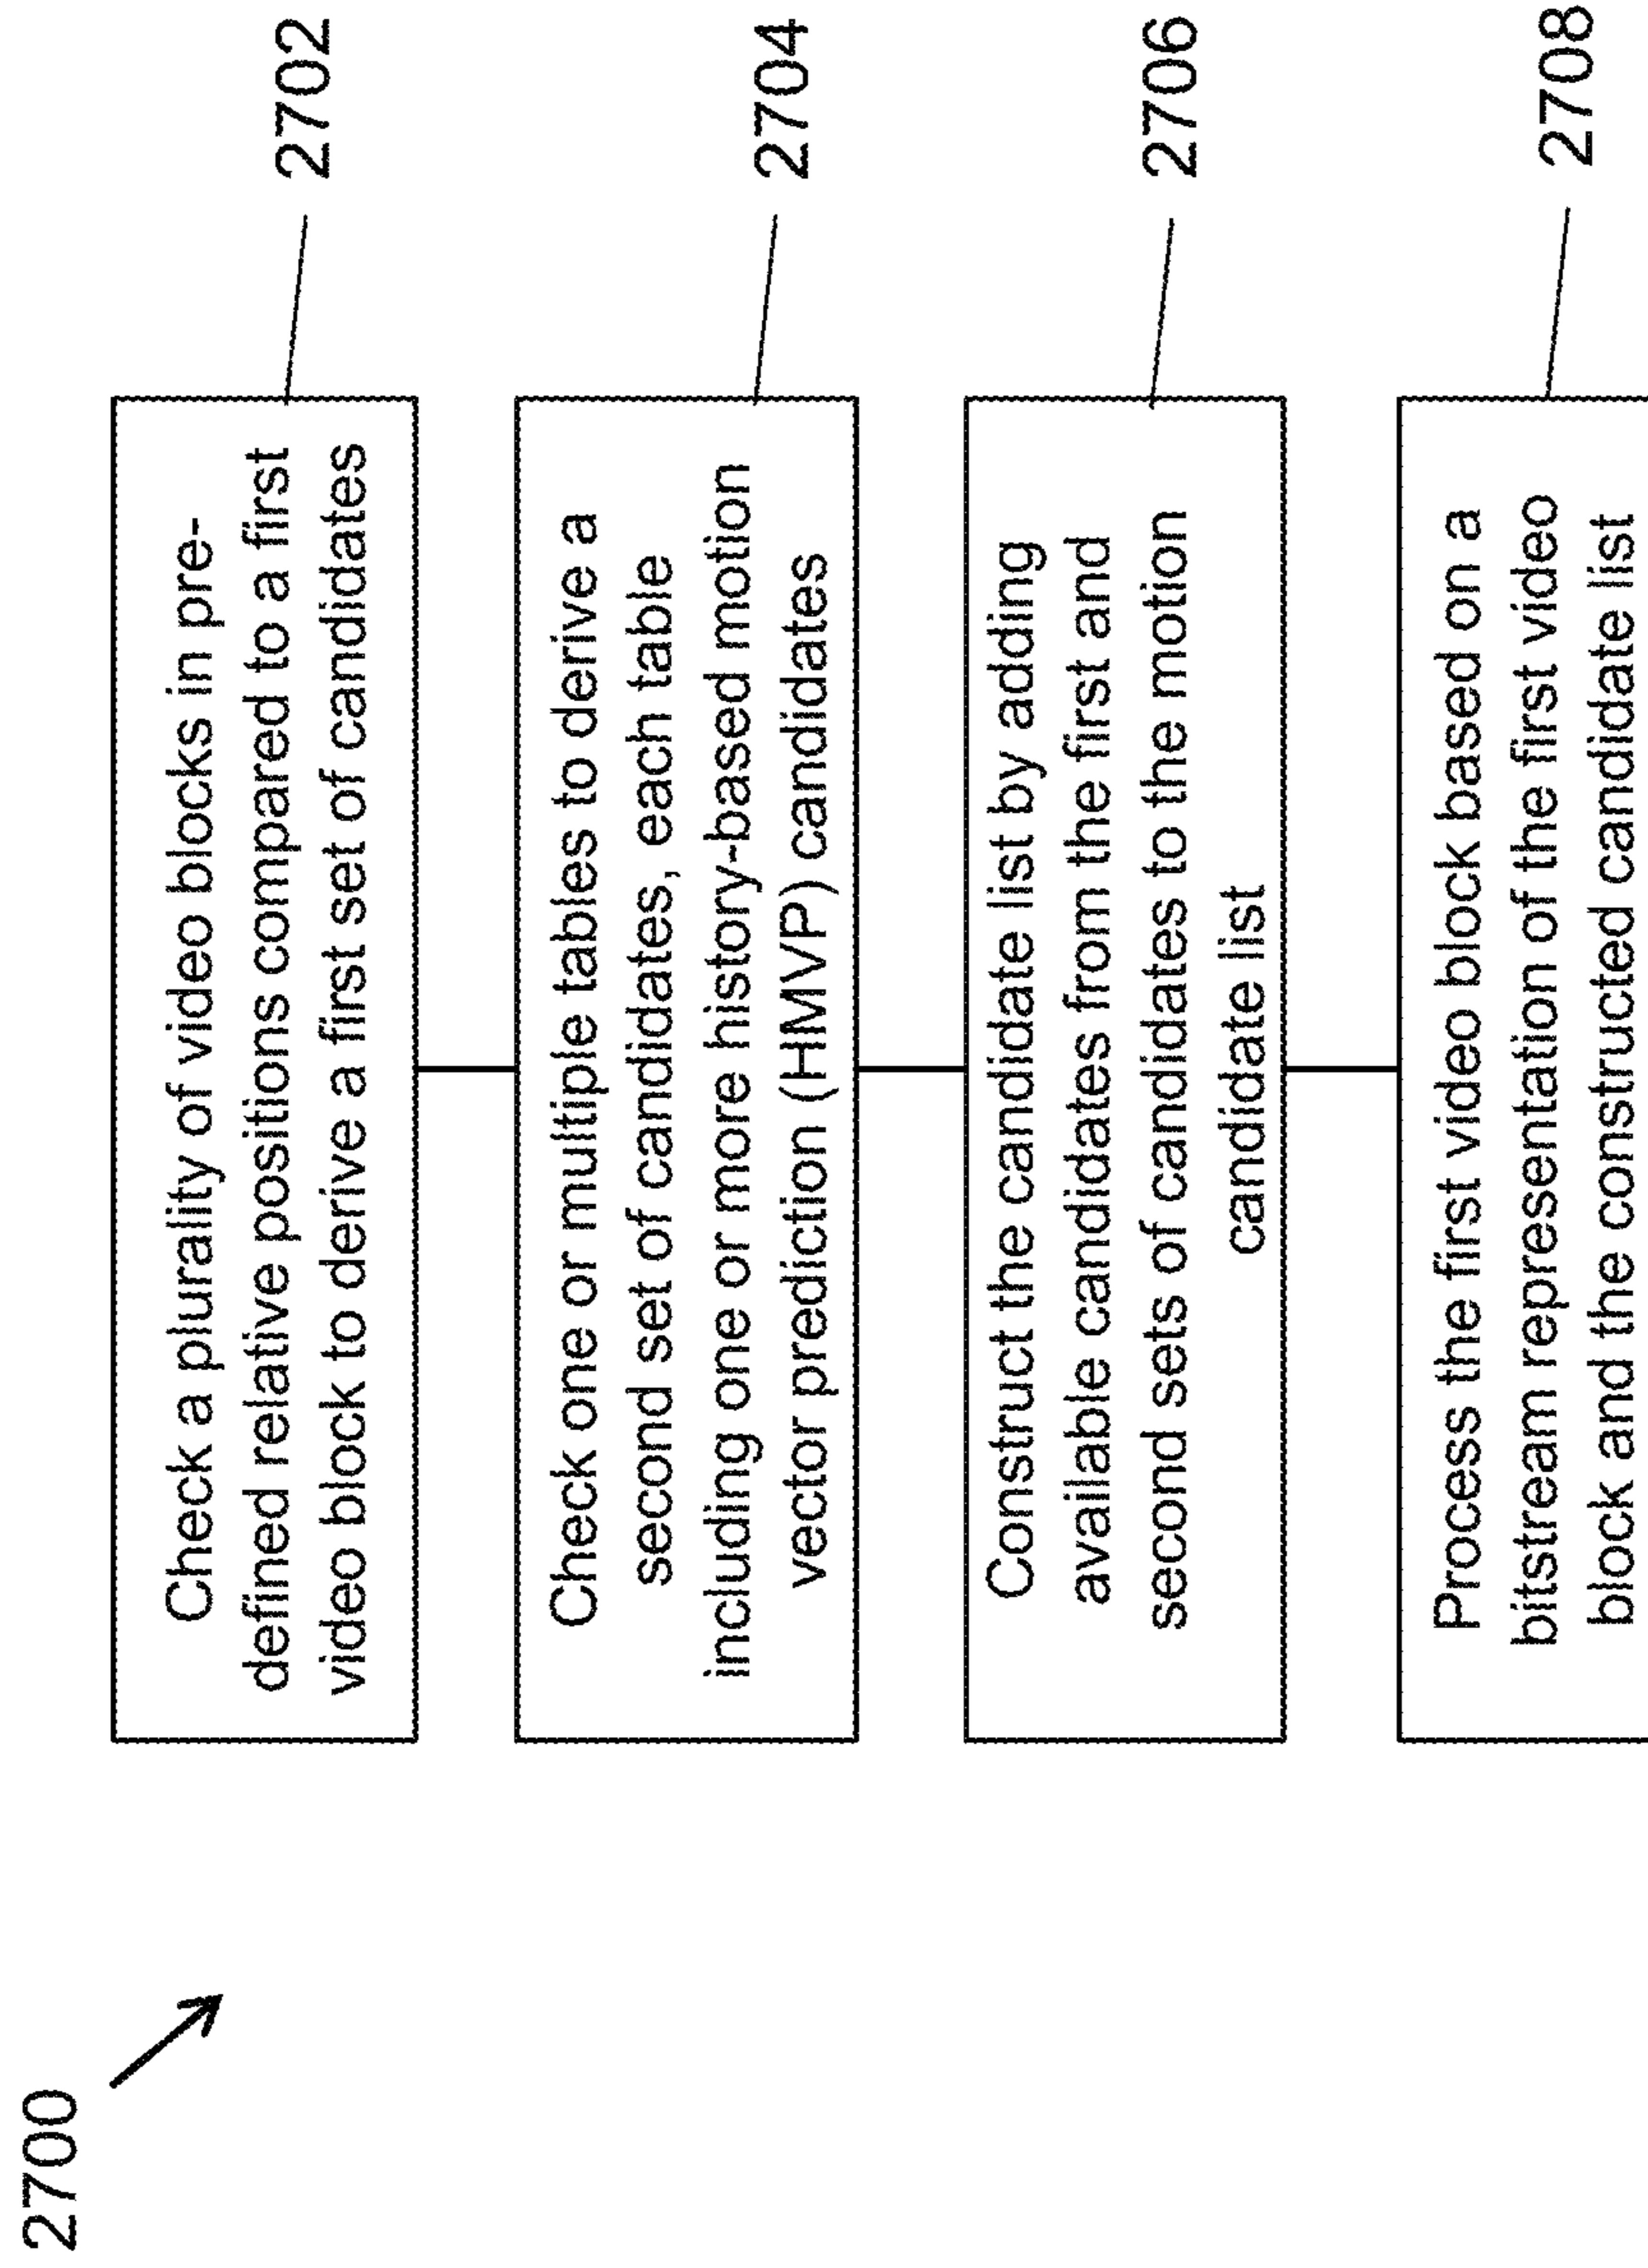 2700
Check a plurality of video blocks in pre-
defined relative positions compared to a first
video block to derive a first set of candidates
2702
Check one or multiple tables to derive a
second set of candidates, each table
including one or more history-based motion
vector prediction (HMVP) candidates
2704
Construct the candidate list by adding
available candidates from the first and
second sets of candidates to the motion
candidate list
2706
Process the first video block based on a
bitstream representation of the first video
block and the constructed candidate list
2708